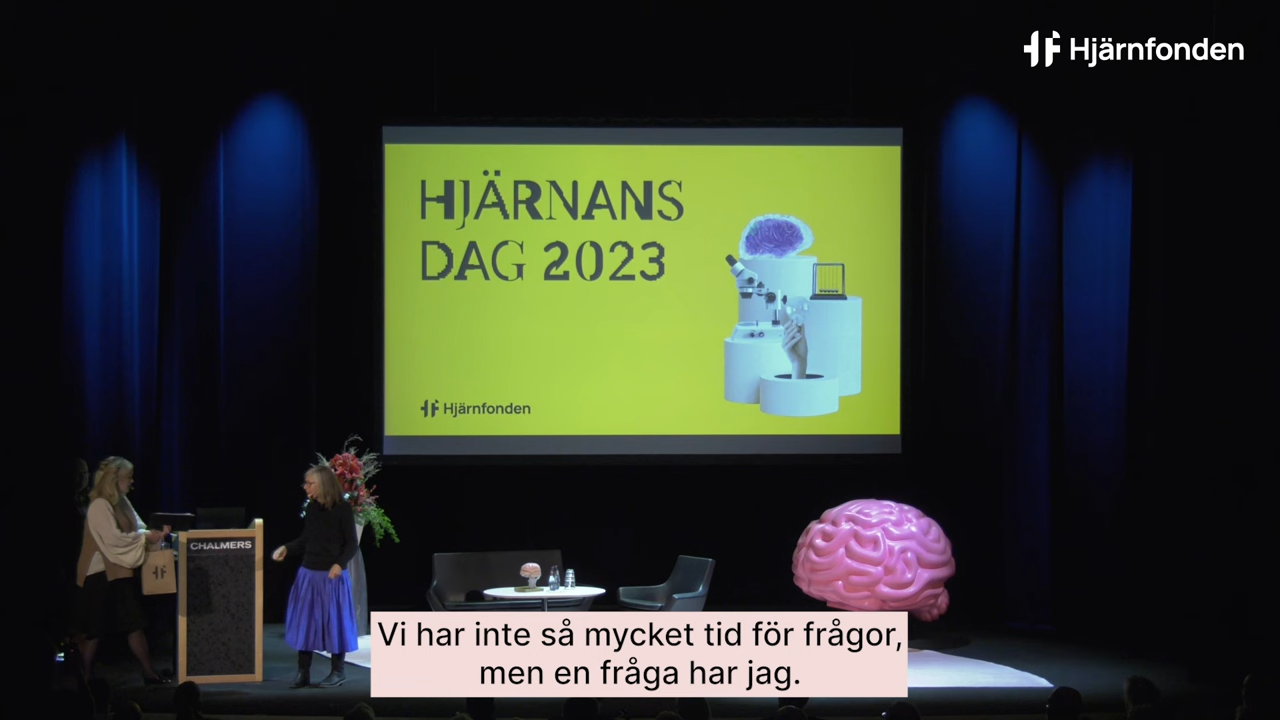 Hjärnfonden
HJÄRNANS
DAG 2023
Hjärnfonden
CHALMERS
Vi har inte så mycket tid för frågor,
men en fråga har jag.